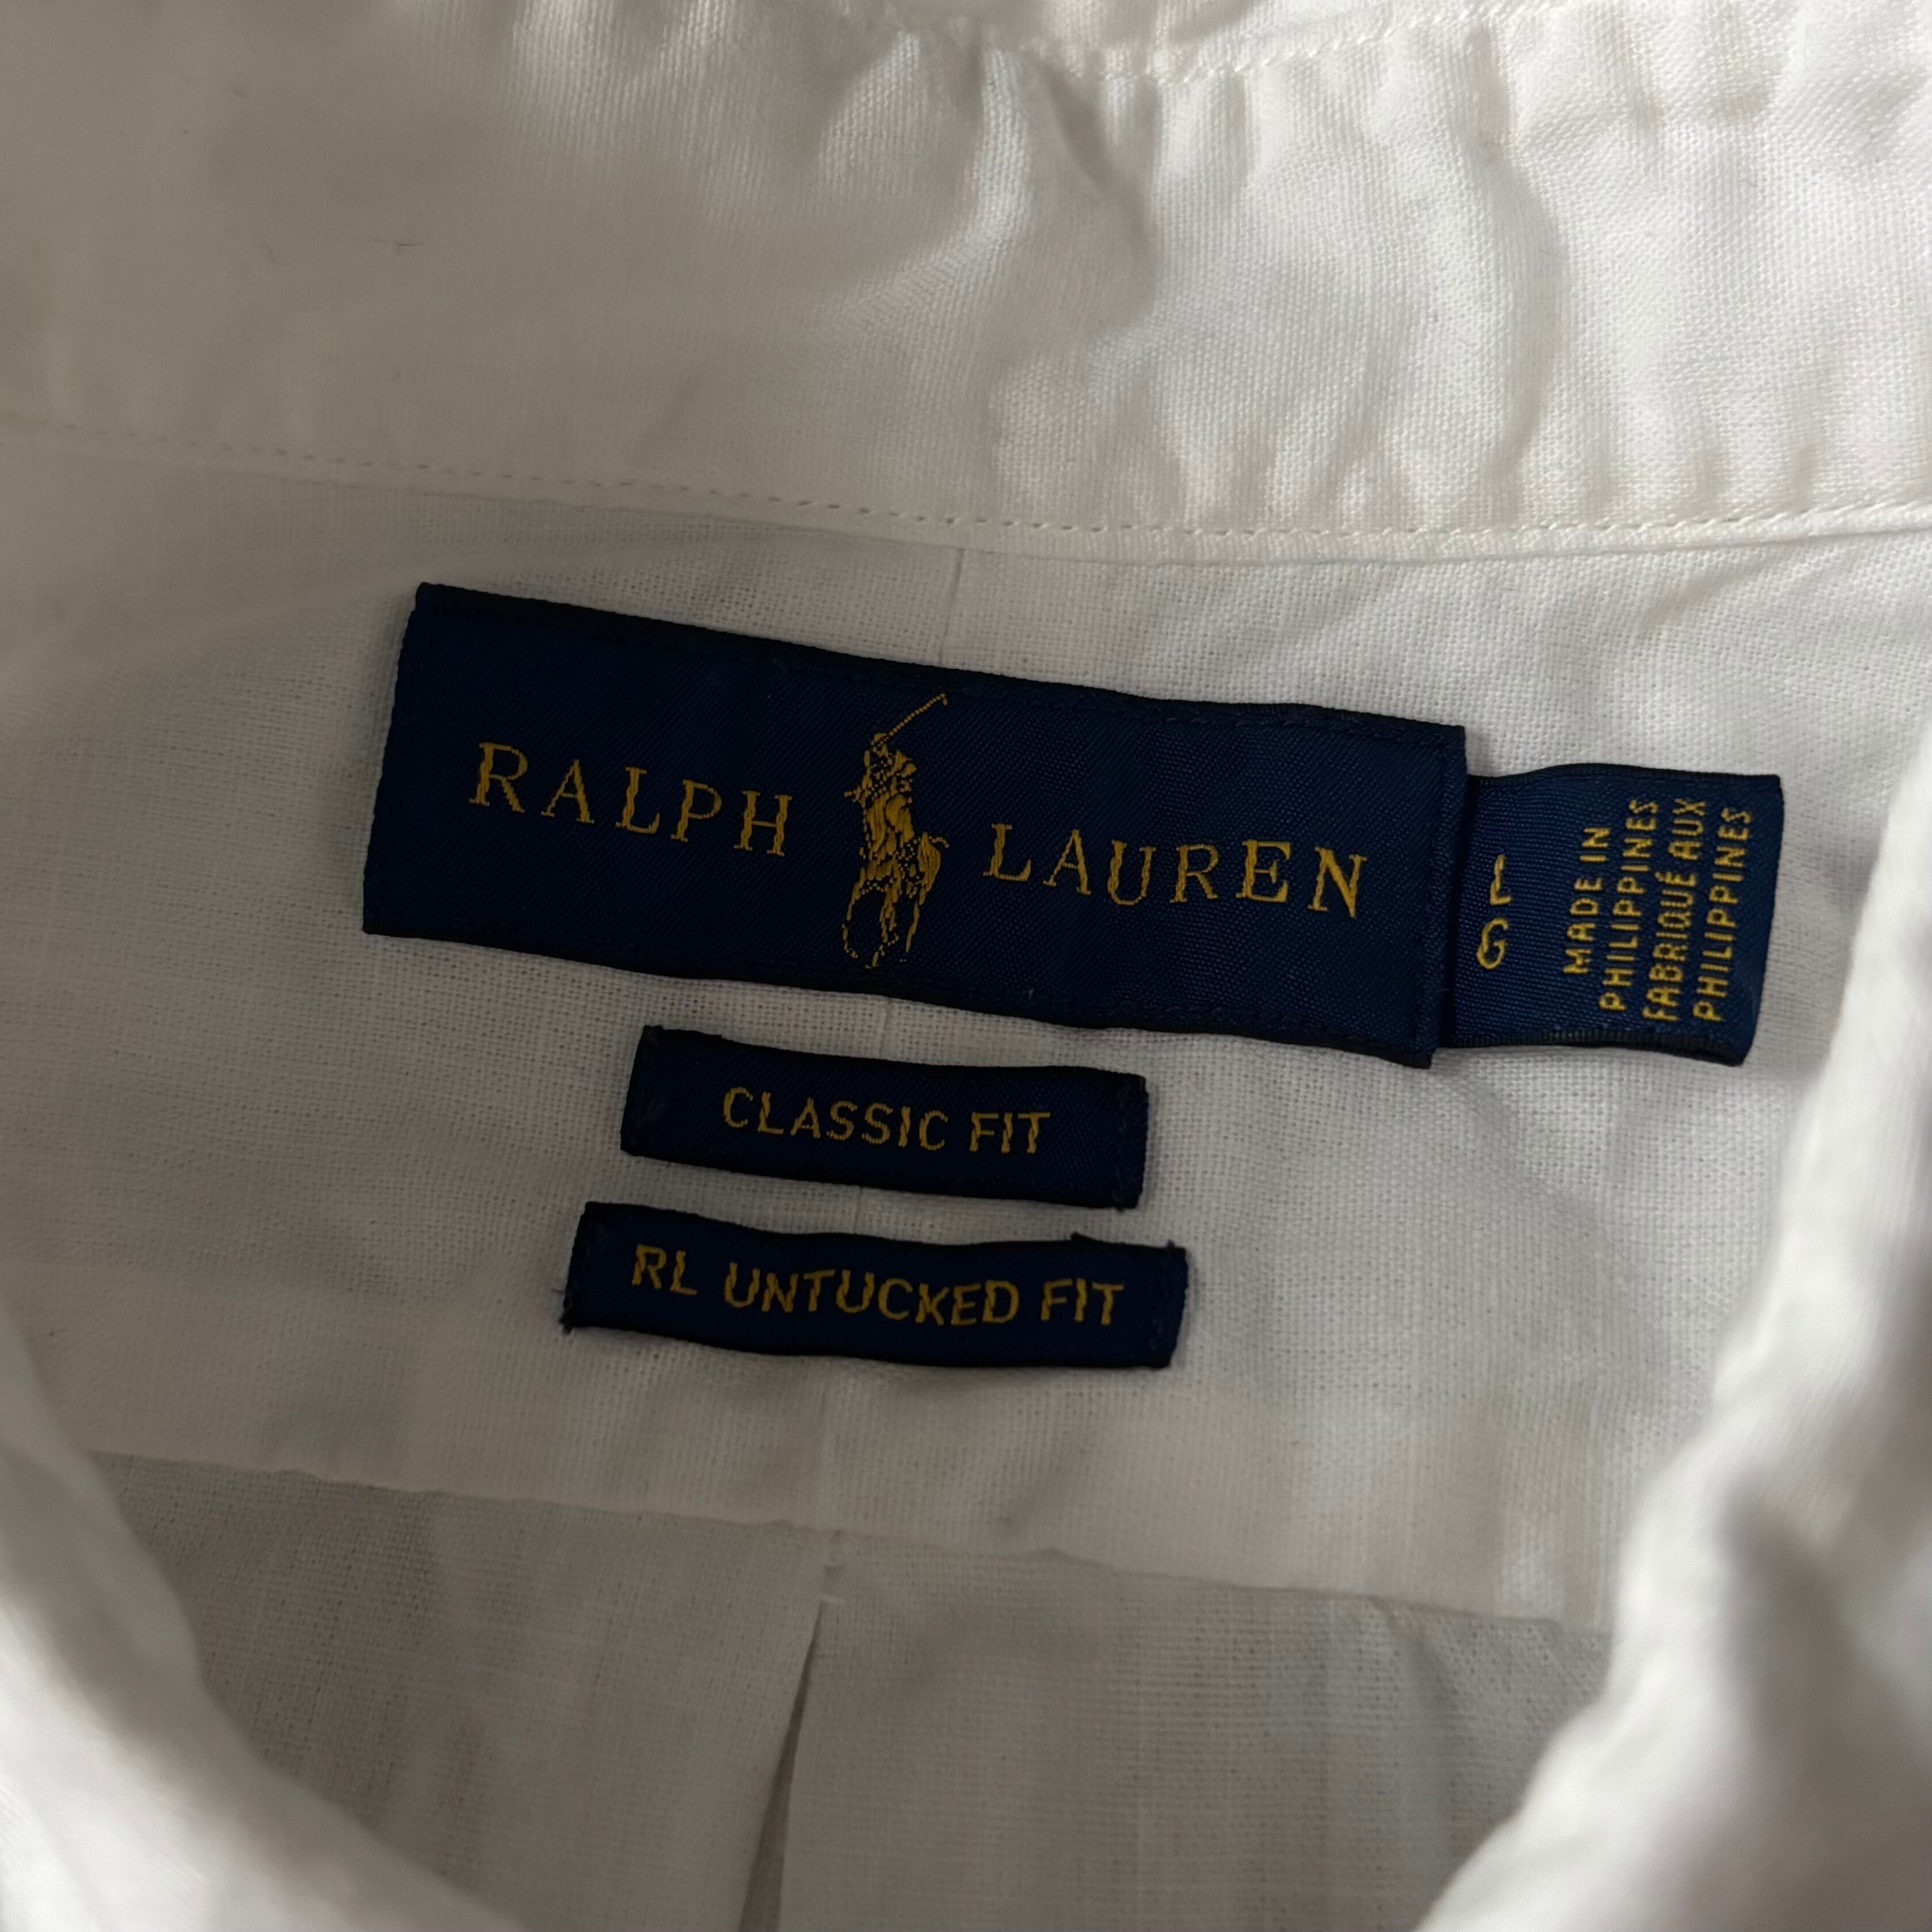 RALPH LAUREN
L
G
MADE IN
PHILIPPINES
FABRIQUÉ AUX
PHILIPPINES
CLASSIC FIT
RL UNTUCKED FIT